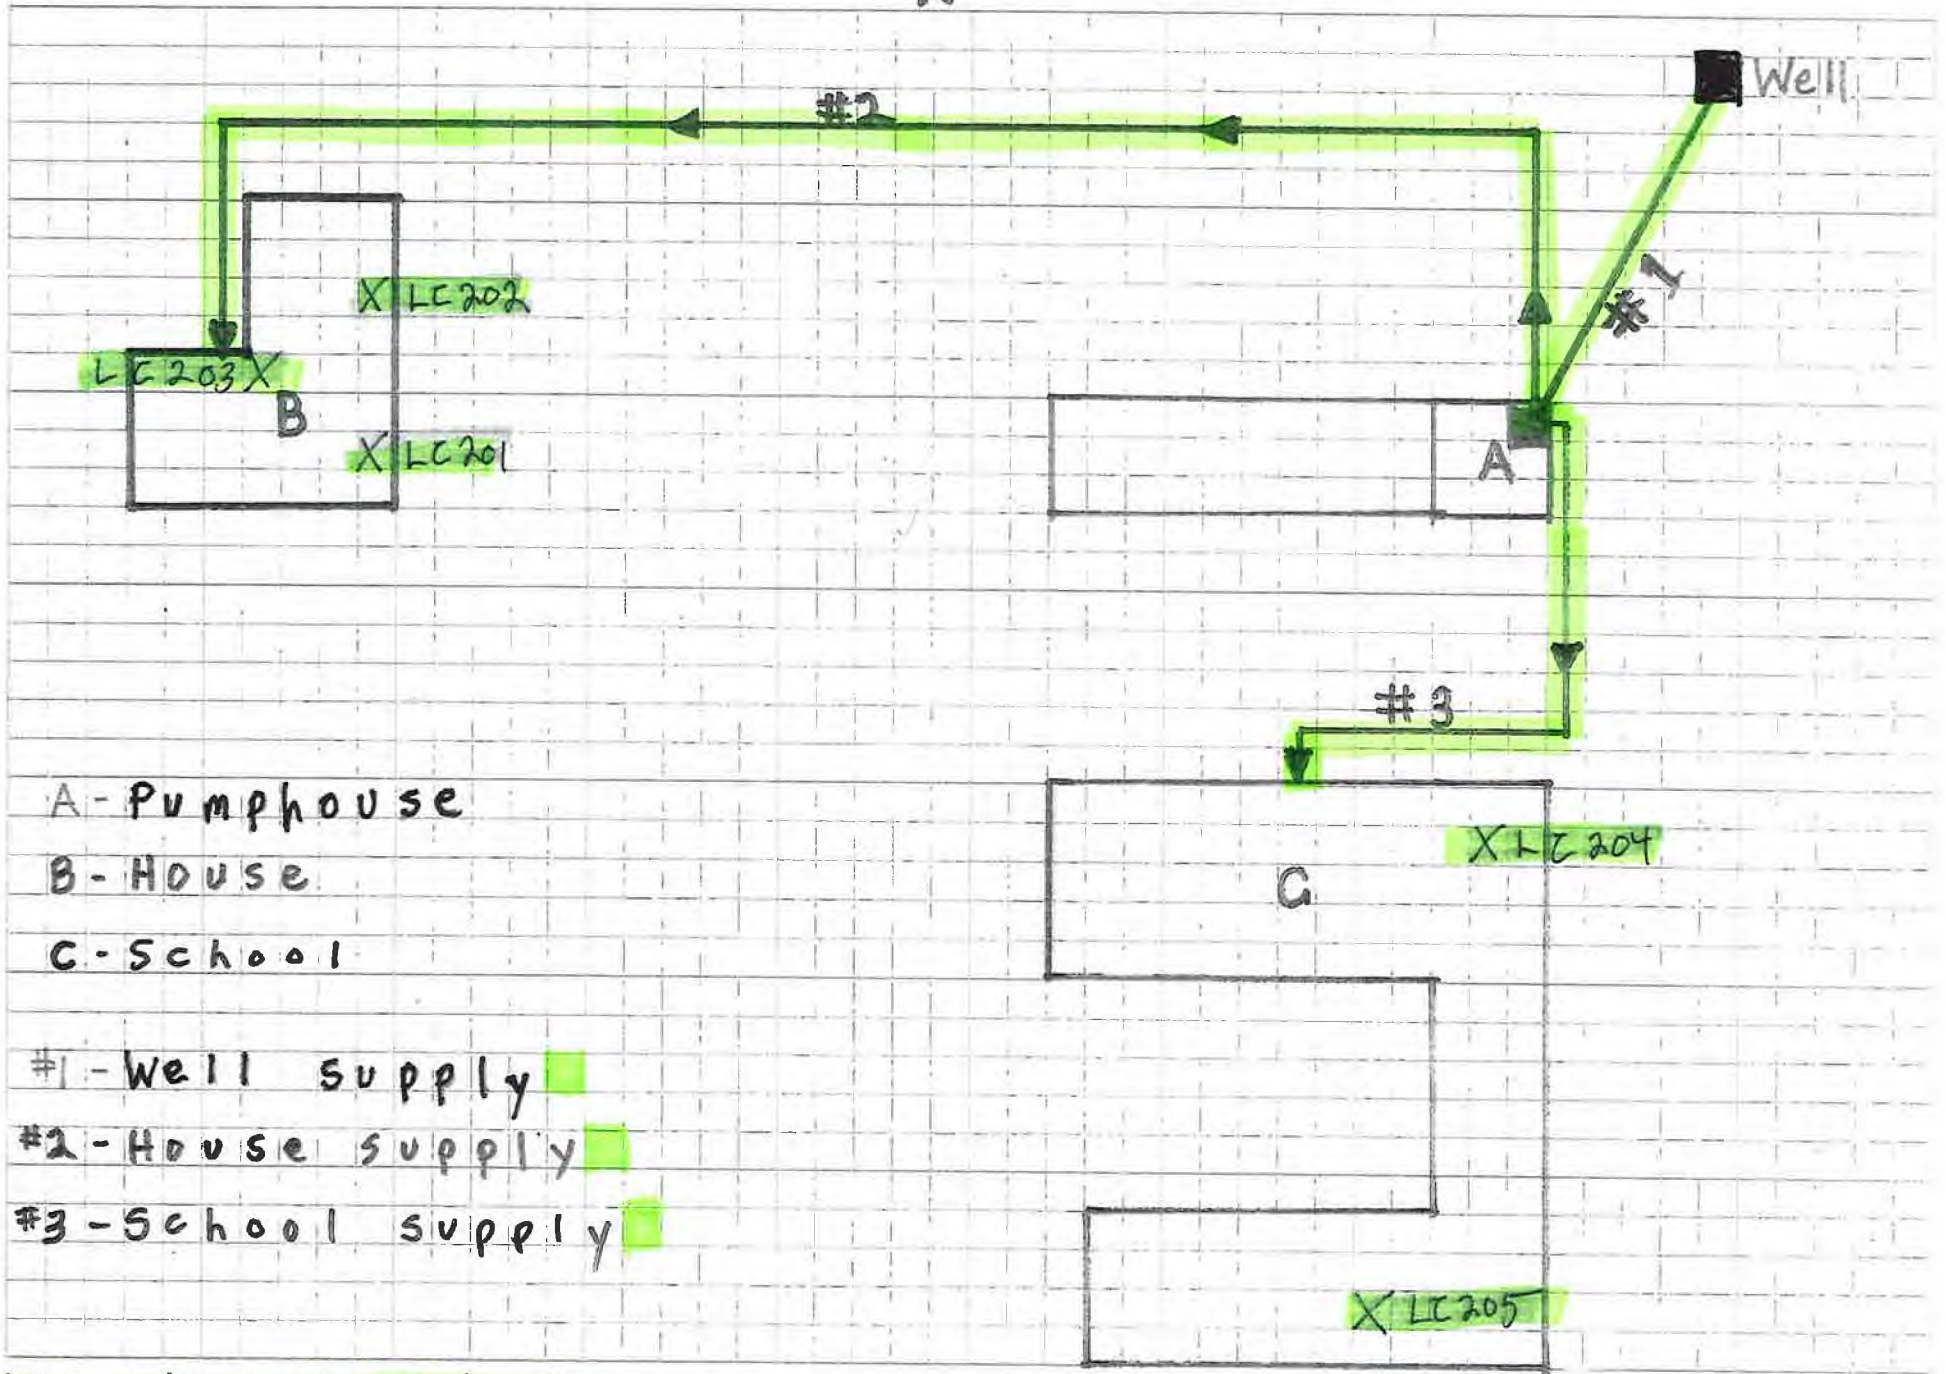 Well
#2
#1
X LC202
LC203X
B
X LC201
A
#3
A - Pumphouse
X LC204
B - House
C
C - School
#1 - Well supply
#2 - House supply
#3 - School supply
X LC205